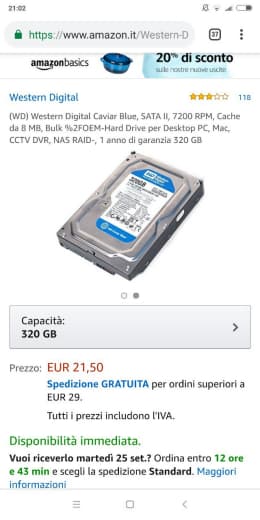 21:02
https://www.amazon.it/Western-D
37
amazonbasics
20% di sconto
sulle nostre nuove uscite
Western Digital
118
(WD) Western Digital Caviar Blue, SATA II, 7200 RPM, Cache
da 8 MB, Bulk %2FOEM-Hard Drive per Desktop PC, Mac,
CCTV DVR, NAS RAID-, 1 anno di garanzia 320 GB
320GB
WD
Capacità:
320 GB
Prezzo: EUR 21,50
Spedizione GRATUITA per ordini superiori a
EUR 29.
Tutti i prezzi includono l'IVA.
Disponibilità immediata.
Vuoi riceverlo martedì 25 set.? Ordina entro 12 ore
e 43 min e scegli la spedizione Standard. Maggiori
informazioni